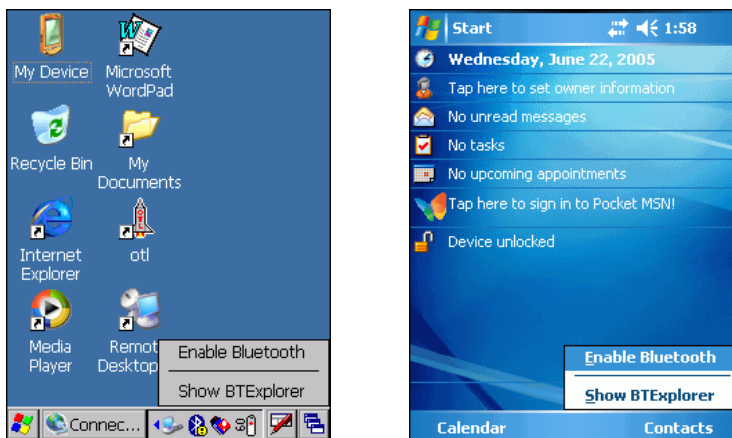 My Device
Microsoft
WordPad
Recycle Bin
My
Documents
Internet
Explorer
otl
Media
Player
Remot
Desktop
Enable Bluetooth
Show BTExplorer
Connec...
Start
1:58
Wednesday, June 22, 2005
Tap here to set owner information
No unread messages
No tasks
No upcoming appointments
Tap here to sign in to Pocket MSN!
Device unlocked
Enable Bluetooth
Show BTExplorer
Calendar
Contacts